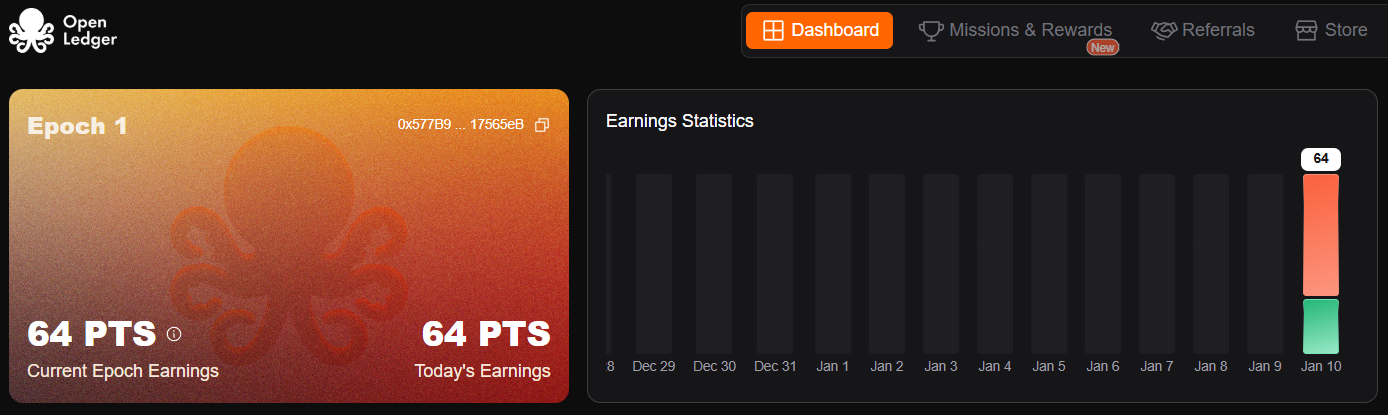 Open
Ledger
Dashboard
Missions & Rewards
New
Referrals
Store
Epoch 1
0x577B9 ... 17565eB
64 PTS
Current Epoch Earnings
64 PTS
Today's Earnings
Earnings Statistics
64
8 Dec 29 Dec 30 Dec 31 Jan 1 Jan 2 Jan 3 Jan 4 Jan 5 Jan 6 Jan 7 Jan 8 Jan 9 Jan 10